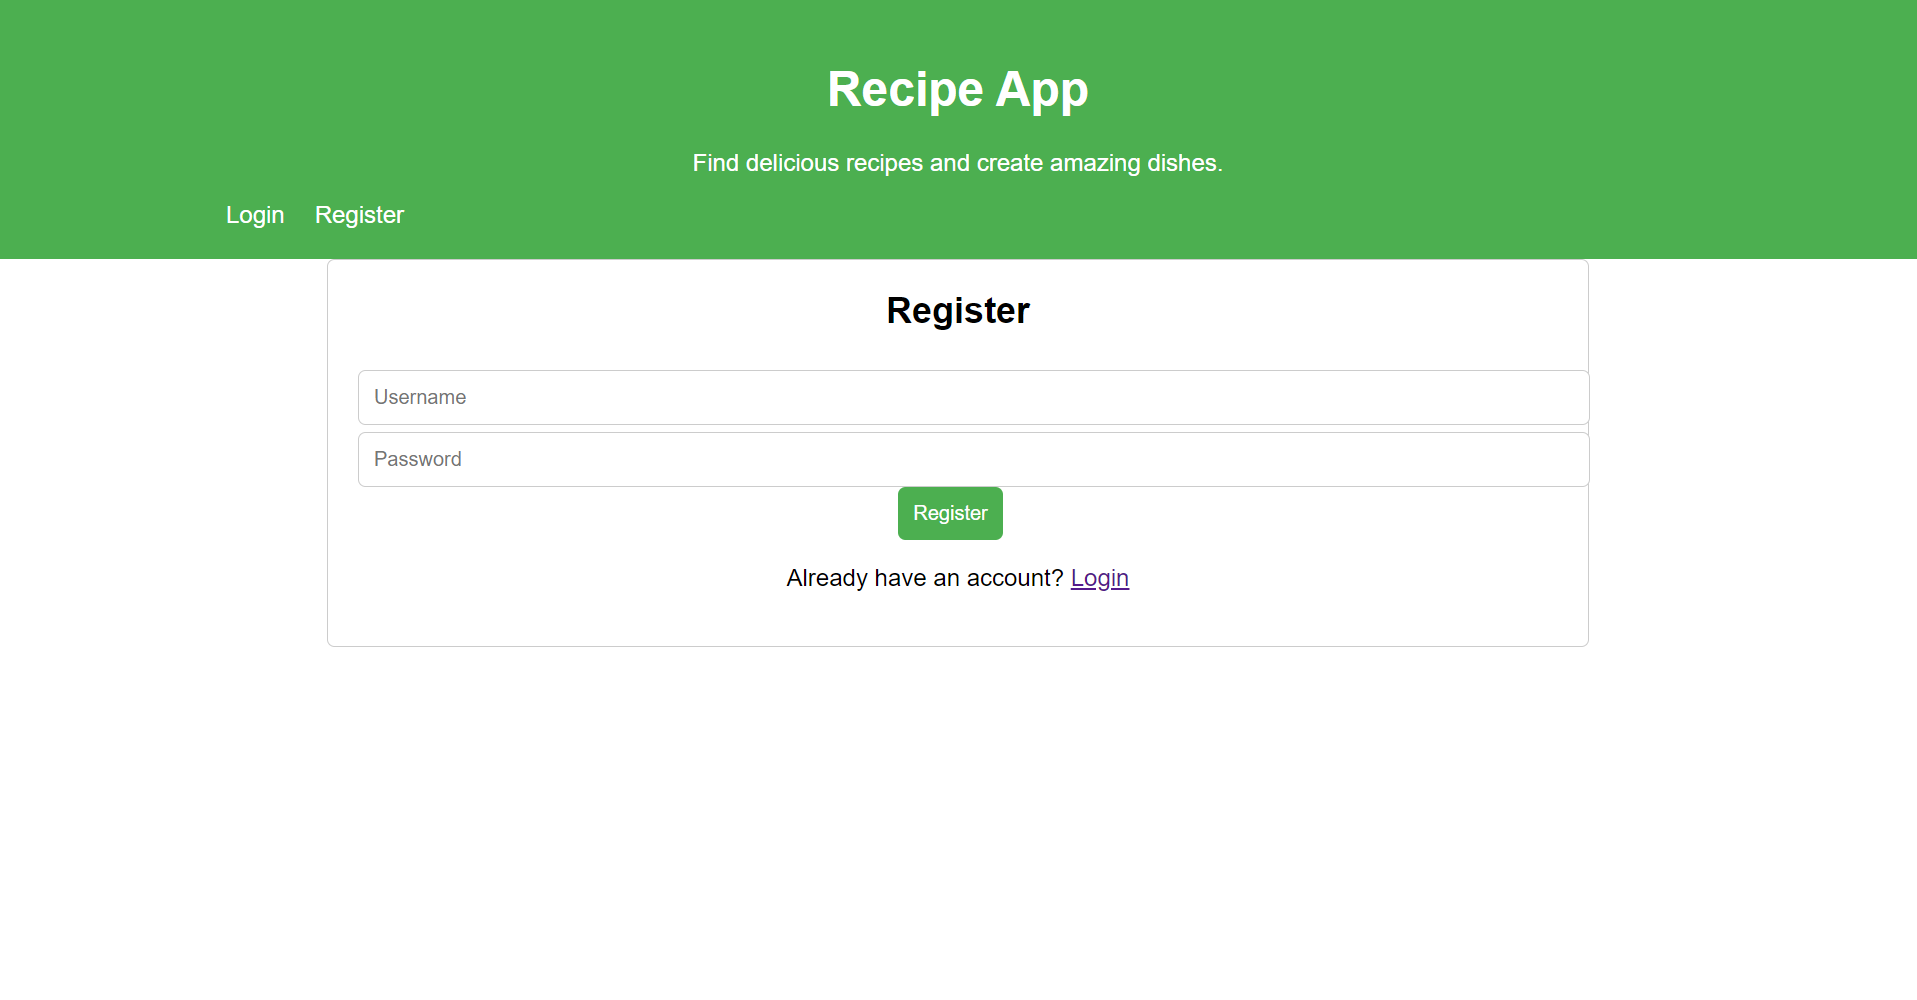 Recipe App
Find delicious recipes and create amazing dishes.
Login Register
Register
Username
Password
Register
Already have an account? Login